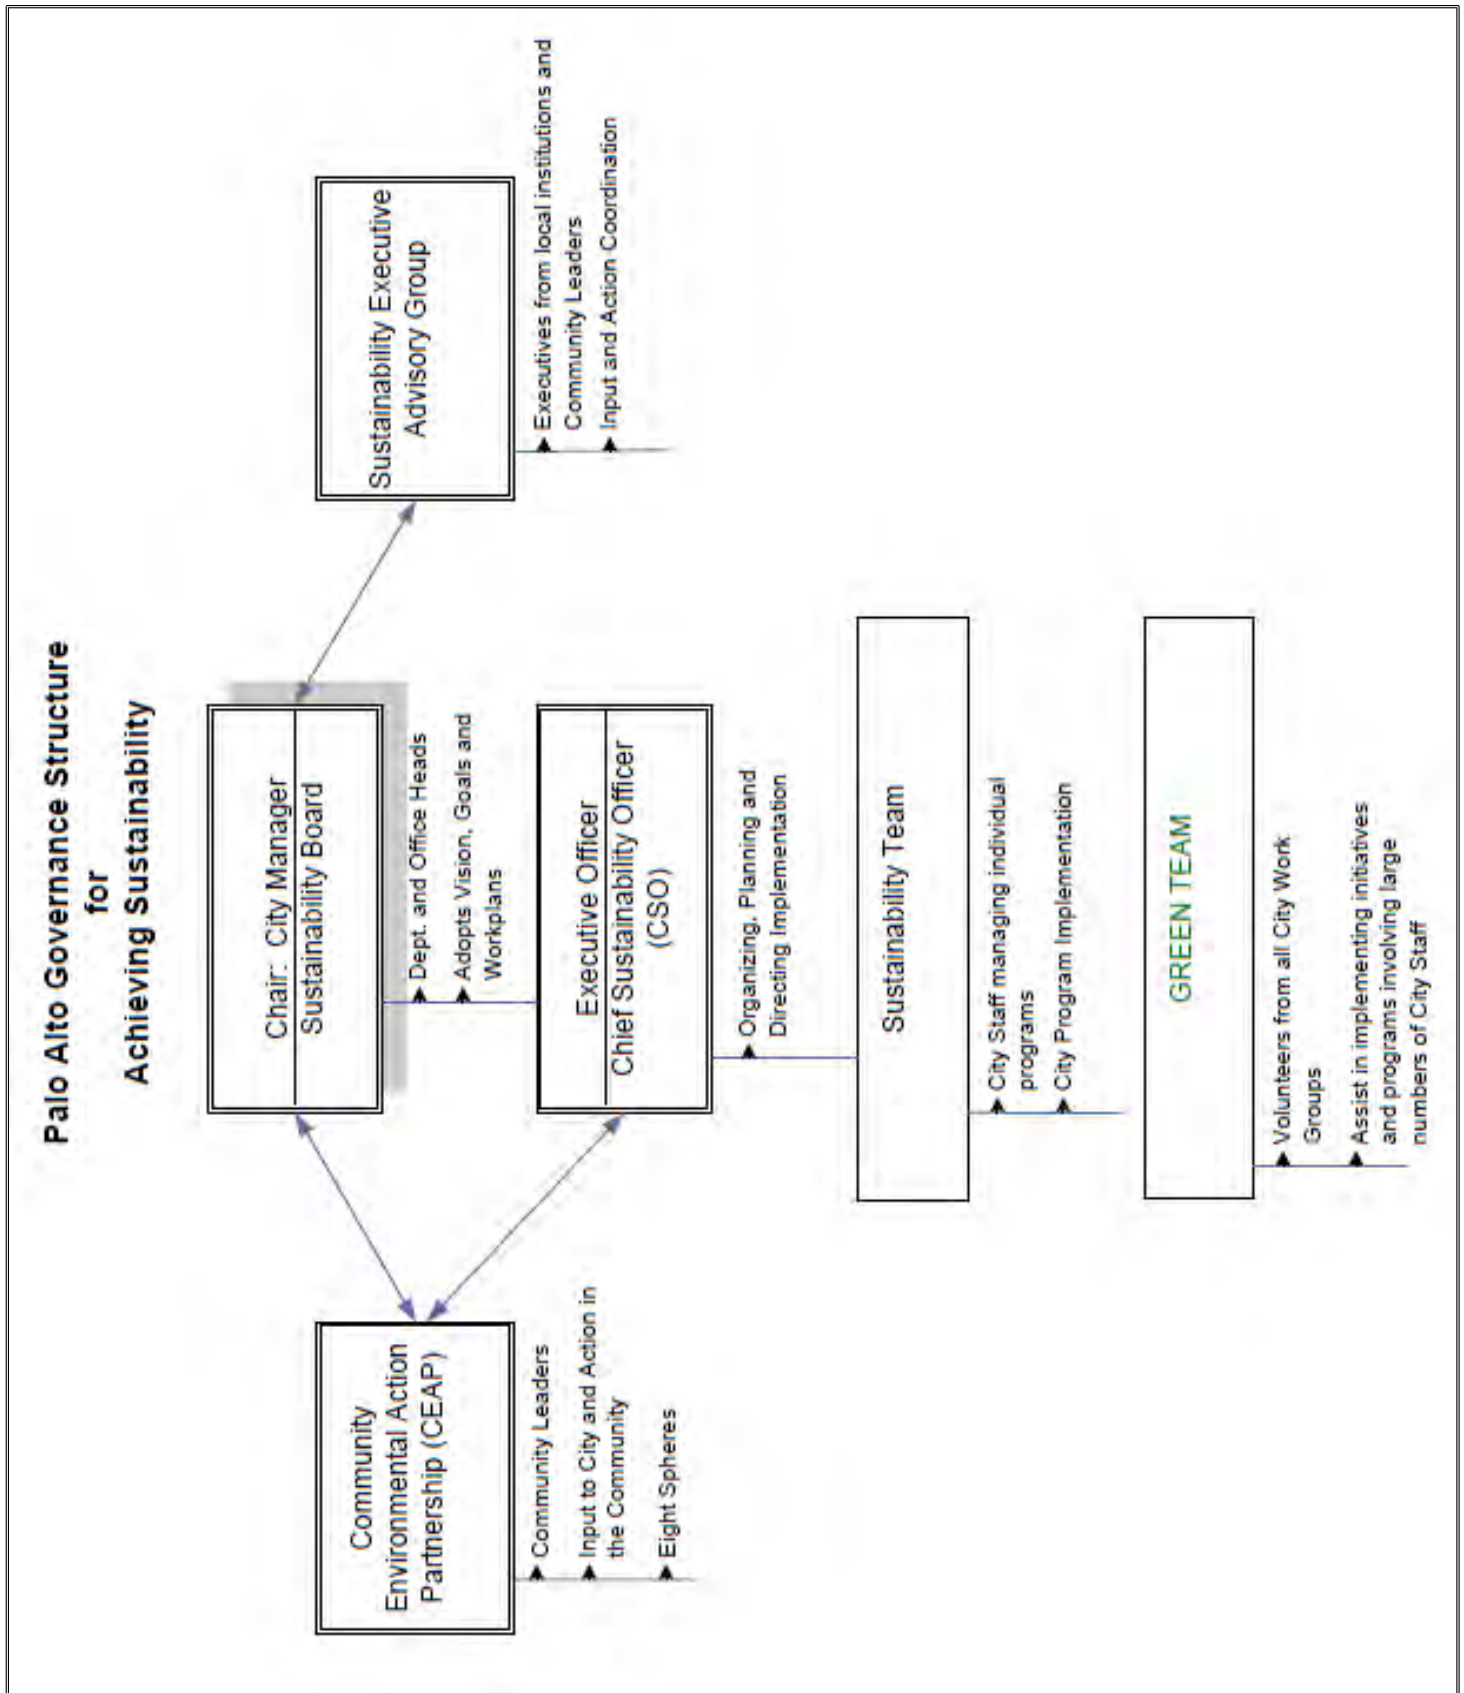 Palo Alto Governance Structure
for
Achieving Sustainability
Chair: City Manager
Sustainability Board
Dept. and Office Heads
Adopts Vision, Goals and
Workplans
Community
Environmental Action
Partnership (CEAP)
Community Leaders
Input to City and Action in
the Community
Eight Spheres
Sustainability Executive
Advisory Group
Executives from local institutions and
Community Leaders
Input and Action Coordination
Executive Officer
Chief Sustainability Officer
(CSO)
Organizing, Planning and
Directing Implementation
Sustainability Team
City Staff managing individual
programs
City Program Implementation
GREEN TEAM
Volunteers from all City Work
Groups
Assist in implementing initiatives
and programs involving large
numbers of City Staff